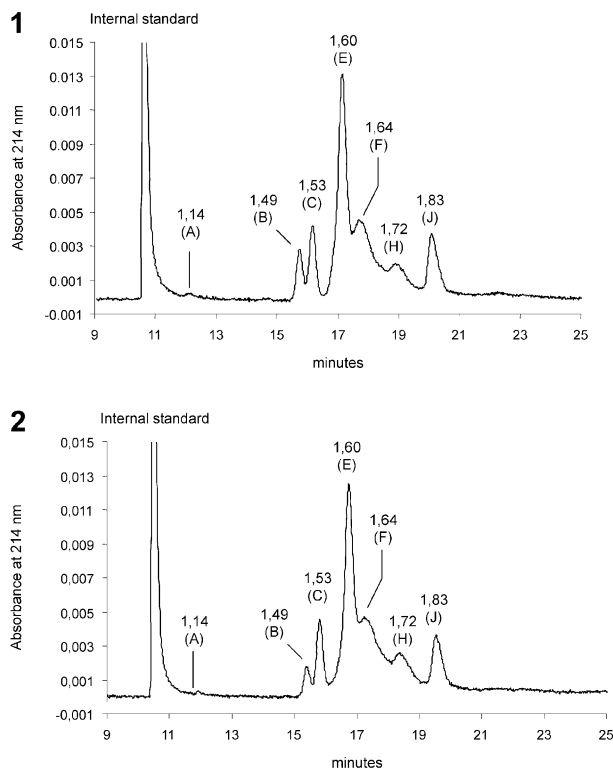 1
Internal standard
Absorbance at 214 nm
0.015
0.013
0.011
0.009
0.007
0.005
0.003
0.001
-0.001
1,14
(A)
1,49
(B)
1,53
(C)
1,60
(E)
1,64
(F)
1,72
(H)
1,83
(J)
9 11 13 15 17 19 21 23 25
minutes
2
Internal standard
Absorbance at 214 nm
0,015
0,013
0,011
0,009
0,007
0,005
0,003
0,001
-0,001
1,14
(A)
1,49
(B)
1,53
(C)
1,60
(E)
1,64
(F)
1,72
(H)
1,83
(J)
9 11 13 15 17 19 21 23 25
minutes